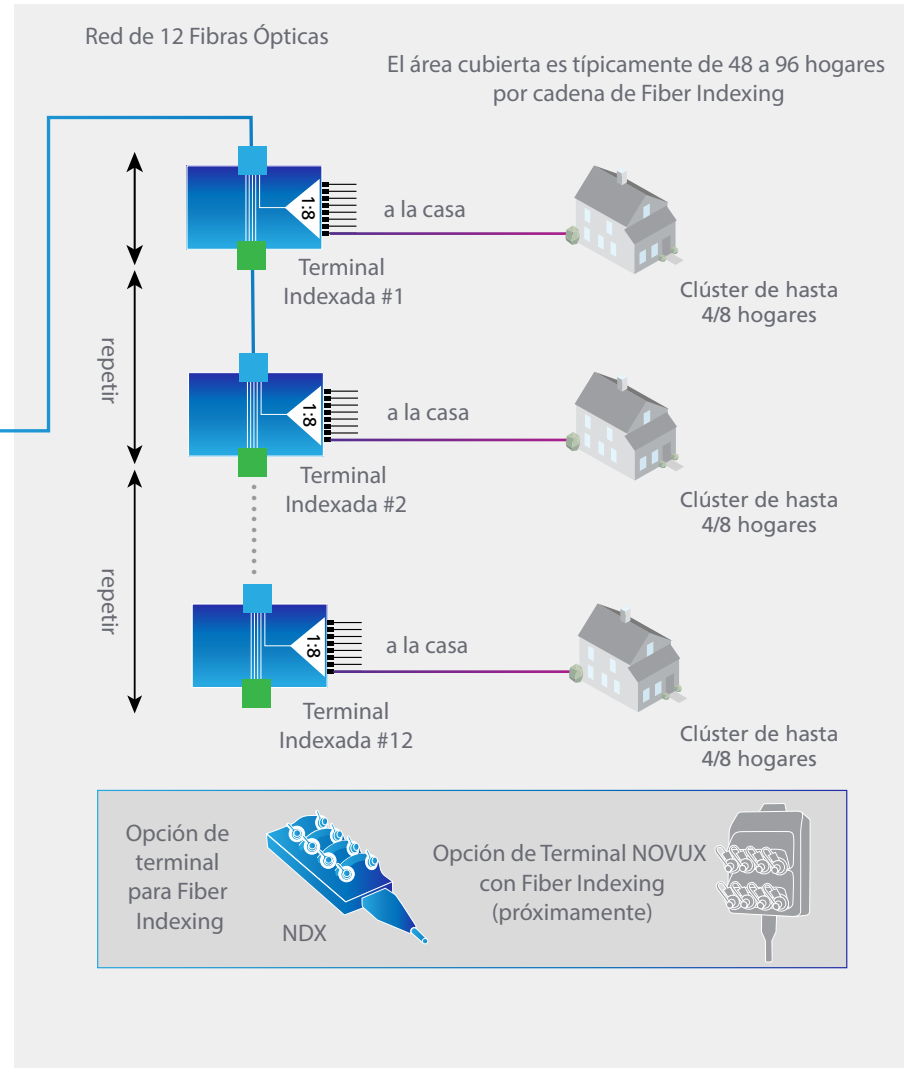 Red de 12 Fibras Ópticas
El área cubierta es típicamente de 48 a 96 hogares
por cadena de Fiber Indexing
1:8
a la casa
Terminal
Indexada #1
Clúster de hasta
4/8 hogares
repetir
1:8
a la casa
Terminal
Indexada #2
Clúster de hasta
4/8 hogares
repetir
1:8
a la casa
Terminal
Indexada #12
Clúster de hasta
4/8 hogares
Opción de
terminal
para Fiber
Indexing
NDX
Opción de Terminal NOVUX
con Fiber Indexing
(próximamente)